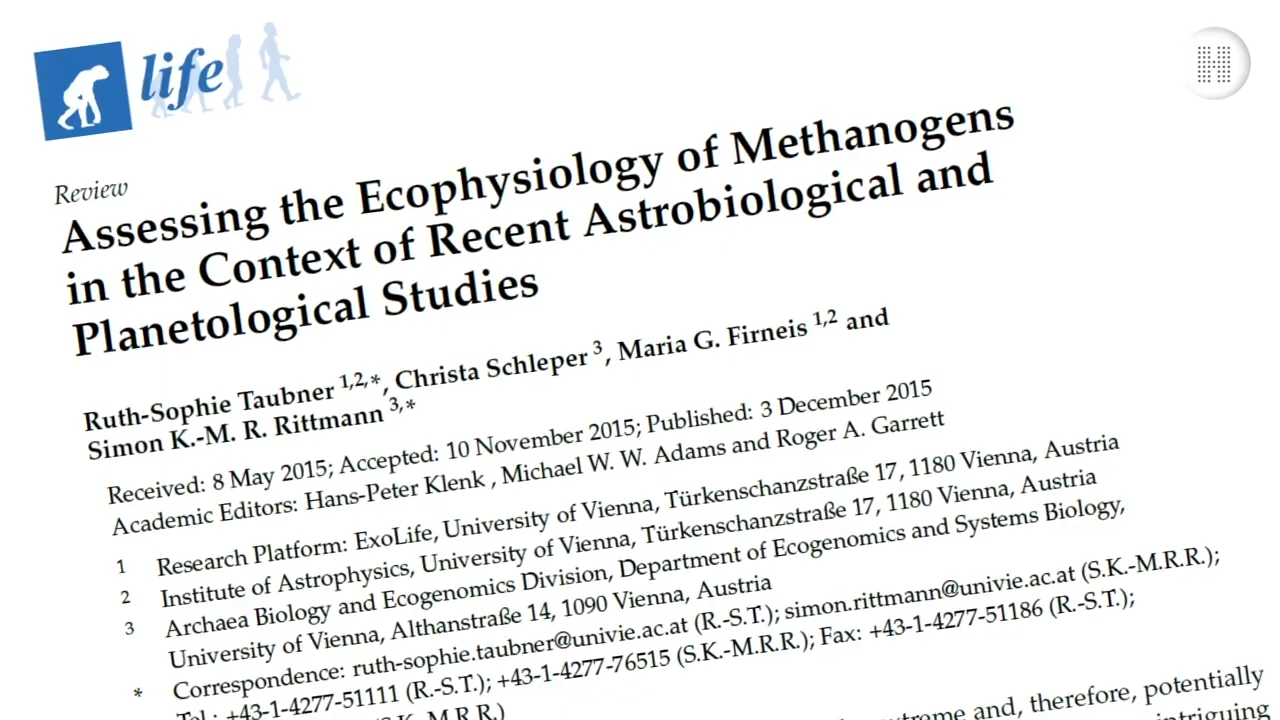 life
H
Review
Assessing the Ecophysiology of Methanogens
in the Context of Recent Astrobiological and
Planetological Studies
Ruth-Sophie Taubner 1,2,*, Christa Schleper 3, Maria G. Firneis 1,2 and
Simon K.-M. R. Rittmann 3,*
Received: 8 May 2015; Accepted: 10 November 2015; Published: 3 December 2015
Academic Editors: Hans-Peter Klenk , Michael W. W. Adams and Roger A. Garrett
1 Research Platform: ExoLife, University of Vienna, Türkenschanzstraße 17, 1180 Vienna, Austria
2 Institute of Astrophysics, University of Vienna, Türkenschanzstraße 17, 1180 Vienna, Austria
3 Archaea Biology and Ecogenomics Division, Department of Ecogenomics and Systems Biology,
University of Vienna, Althanstraße 14, 1090 Vienna, Austria
* Correspondence: ruth-sophie.taubner@univie.ac.at (R.-S.T.); simon.rittmann@univie.ac.at (S.K.-M.R.R.);
Tel.: +43-1-4277-51111 (R.-S.T.); +43-1-4277-76515 (S.K.-M.R.R.); Fax: +43-1-4277-51186 (R.-S.T.);
and, therefore, potentially
intriguing